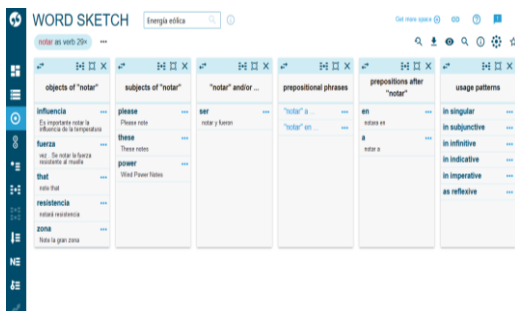 WORD SKETCH
Energía eólica
Get more space
notar as verb 29×
objects of "notar"
influencia
Es importante notar la
influencia de la temperatura
fuerza
vez . Se notar la fuerza
resistente al muelle
that
note that
resistencia
notará resistencia
zona
Note la gran zona
subjects of "notar"
please
Please note
these
These notes
power
Wind Power Notes
"notar" and/or ...
ser
notar y fueron
prepositional phrases
"notar" a ...
"notar" en ...
prepositions after
"notar"
en
notara en
a
notar a
usage patterns
in singular
in subjunctive
in infinitive
in indicative
in imperative
as reflexive